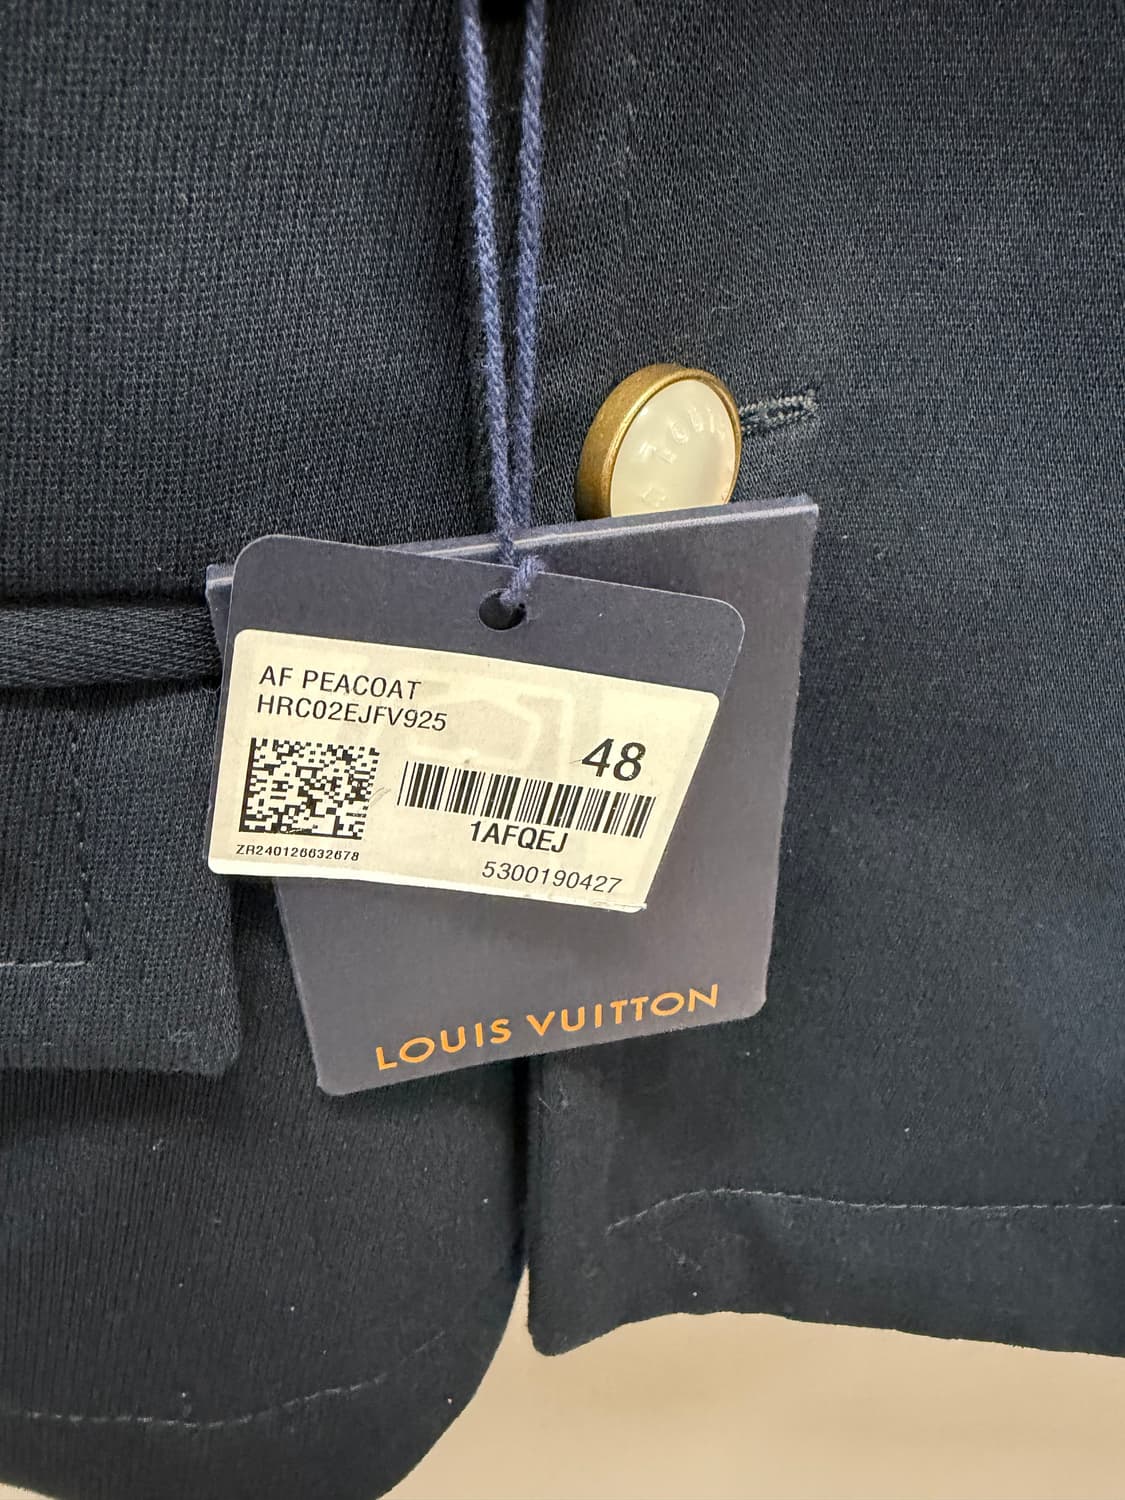 AF PEACOAT
HRC02EJFV925
48
1AFQEJ
ZR240126632678
5300190427
LOUIS VUITTON